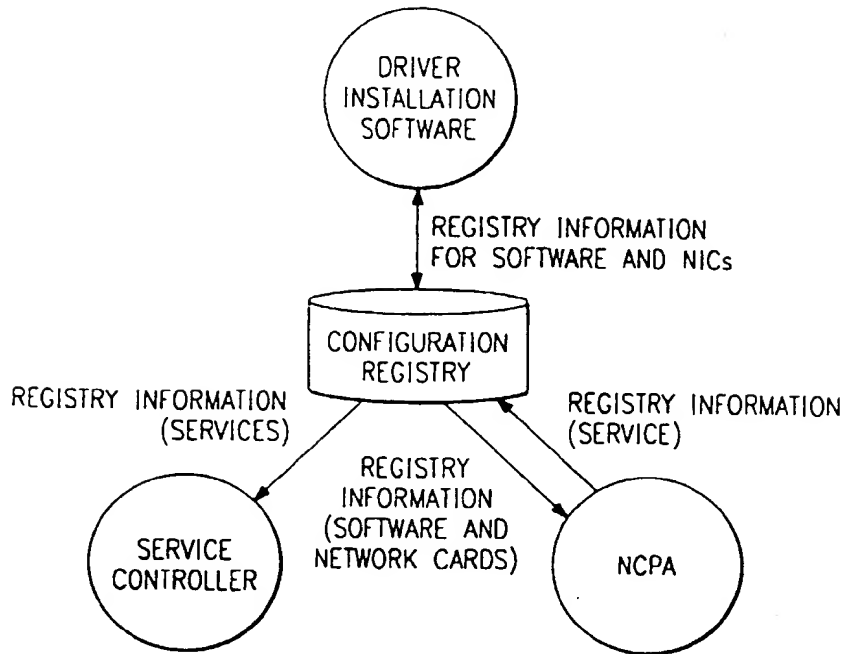 DRIVER
INSTALLATION
SOFTWARE
REGISTRY INFORMATION
FOR SOFTWARE AND NICs
CONFIGURATION
REGISTRY
REGISTRY INFORMATION
(SERVICES)
REGISTRY INFORMATION
(SERVICE)
REGISTRY
INFORMATION
(SOFTWARE AND
NETWORK CARDS)
SERVICE
CONTROLLER
NCPA